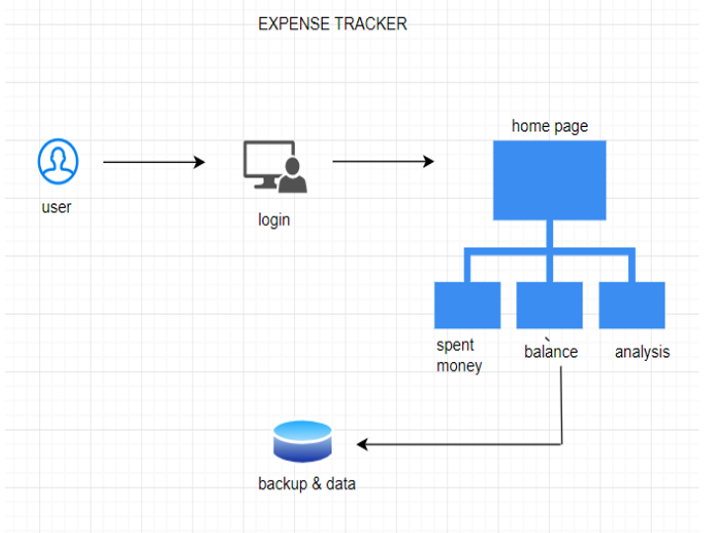 EXPENSE TRACKER
home page
user
login
spent
money
balance
analysis
backup & data